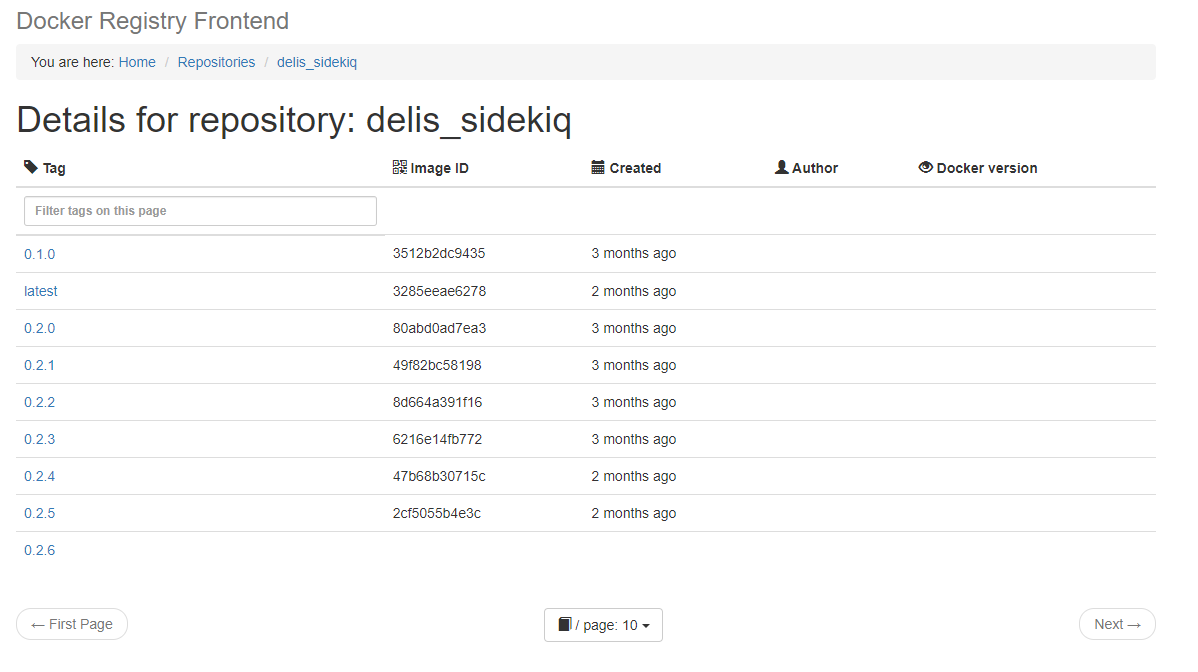 Docker Registry Frontend
You are here: Home / Repositories / delis_sidekiq
Details for repository: delis_sidekiq
Tag Image ID Created Author Docker version
Filter tags on this page
0.1.0 3512b2dc9435 3 months ago
latest 3285eeae6278 2 months ago
0.2.0 80abd0ad7ea3 3 months ago
0.2.1 49f82bc58198 3 months ago
0.2.2 8d664a391f16 3 months ago
0.2.3 6216e14fb772 3 months ago
0.2.4 47b68b30715c 2 months ago
0.2.5 2cf5055b4e3c 2 months ago
0.2.6
← First Page / page: 10 Next →